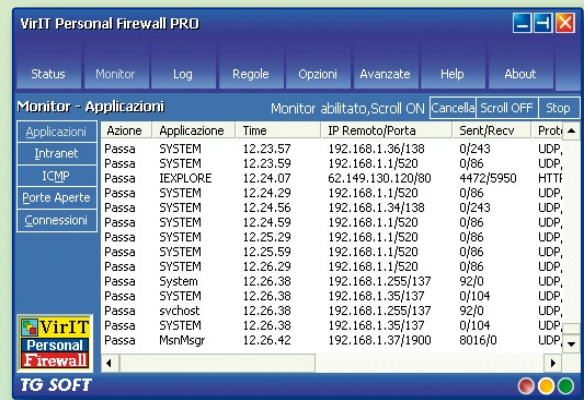 VirIT Personal Firewall PRO
Status Monitor Log Regole Opzioni Avanzate Help About
Monitor - Applicazioni Monitor abilitato,Scroll ON Cancella Scroll OFF Stop
Applicazioni
Intranet
ICMP
Porte Aperte
Connessioni
Azione Applicazione Time IP Remoto/Porta Sent/Recv Proto
Passa SYSTEM 12.23.57 192.168.1.36/138 0/243 UDP,
Passa SYSTEM 12.23.59 192.168.1.1/520 0/86 UDP,
Passa IEXPLORE 12.24.07 62.149.130.120/80 4472/5950 HTTP
Passa SYSTEM 12.24.29 192.168.1.1/520 0/86 UDP,
Passa SYSTEM 12.24.56 192.168.1.34/138 0/243 UDP,
Passa SYSTEM 12.24.59 192.168.1.1/520 0/86 UDP,
Passa SYSTEM 12.25.29 192.168.1.1/520 0/86 UDP,
Passa SYSTEM 12.25.59 192.168.1.1/520 0/86 UDP,
Passa SYSTEM 12.26.29 192.168.1.1/520 0/86 UDP,
Passa System 12.26.38 192.168.1.255/137 92/0 UDP,
Passa SYSTEM 12.26.38 192.168.1.35/137 0/104 UDP,
Passa svchost 12.26.38 192.168.1.255/137 92/0 UDP,
Passa SYSTEM 12.26.38 192.168.1.35/137 0/104 UDP,
Passa MsnMsgr 12.26.42 192.168.1.37/1900 8016/0 UDP,
VirIT
Personal
Firewall
TG SOFT